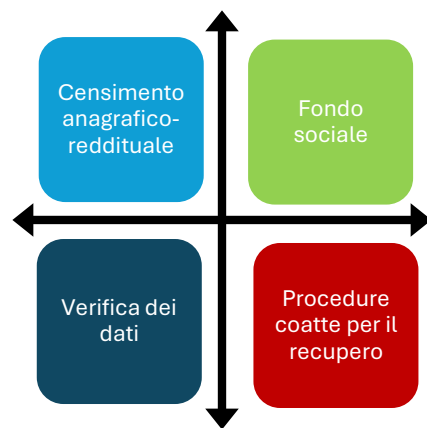 Censimento
anagrafico-
reddituale
Fondo
sociale
Verifica dei
dati
Procedure
coatte per il
recupero